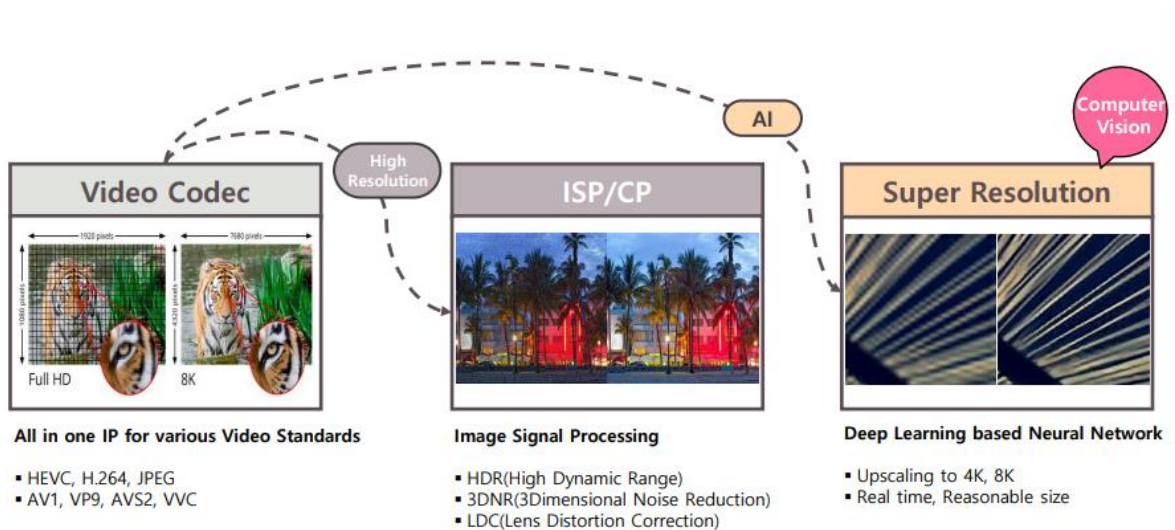 AI
Computer
Vision
High
Resolution
Video Codec
1920 pixels
7680 pixels
1080 pixels
4320 pixels
Full HD
8K
All in one IP for various Video Standards
▪ HEVC, H.264, JPEG
▪ AV1, VP9, AVS2, VVC
ISP/CP
Image Signal Processing
▪ HDR(High Dynamic Range)
▪ 3DNR(3Dimensional Noise Reduction)
▪ LDC(Lens Distortion Correction)
Super Resolution
Deep Learning based Neural Network
▪ Upscaling to 4K, 8K
▪ Real time, Reasonable size